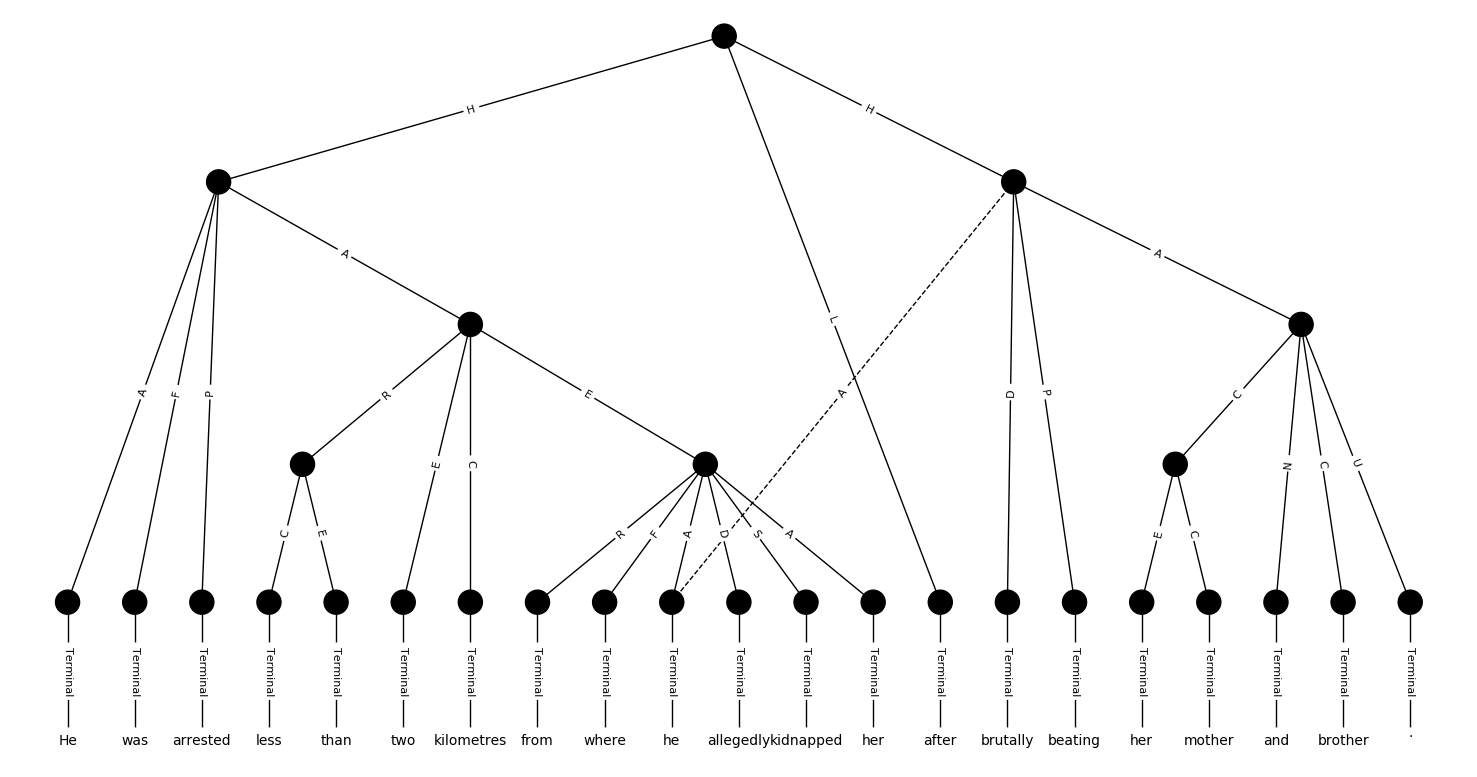 H H
A F P A L A D P A
R E C E C N C U
C E R F A D S A E C
Terminal Terminal Terminal Terminal Terminal Terminal Terminal Terminal Terminal Terminal Terminal Terminal Terminal Terminal Terminal Terminal Terminal Terminal Terminal Terminal Terminal
He was arrested less than two kilometres from where he allegedly kidnapped her after brutally beating her mother and brother .